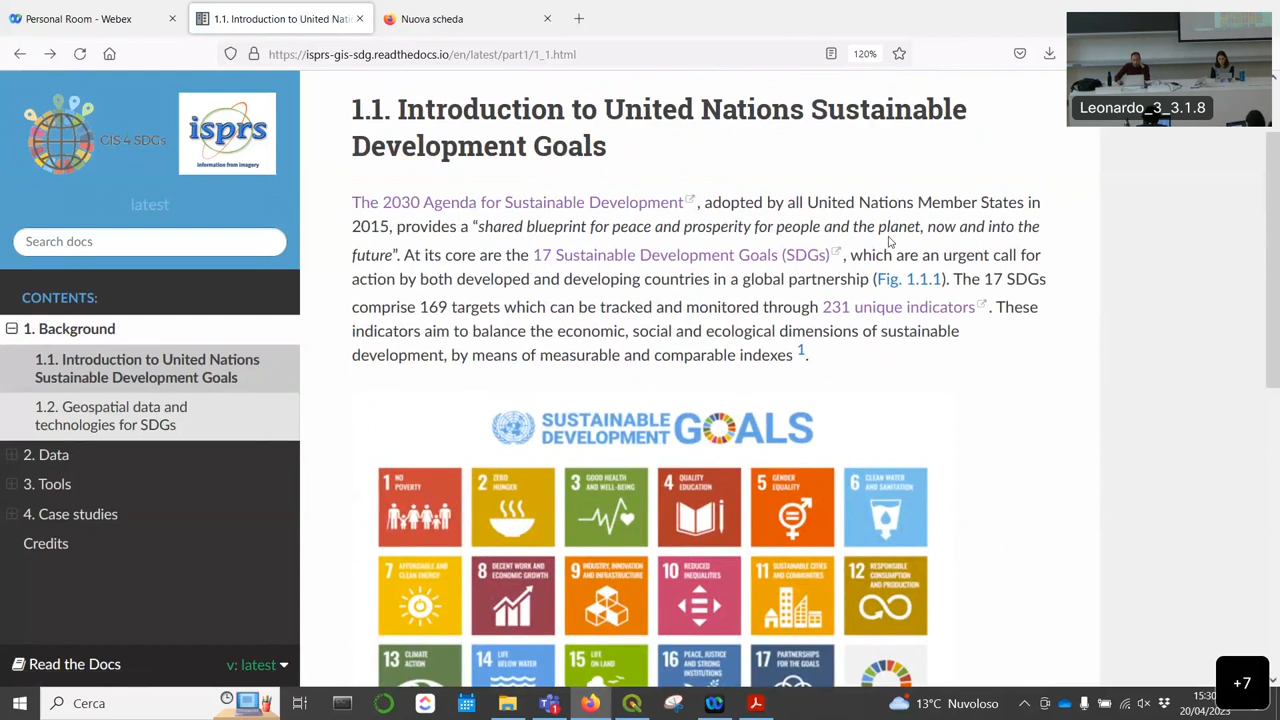 Personal Room - Webex
1.1. Introduction to United Nati
Nuova scheda
https://isprs-gis-sdg.readthedocs.io/en/latest/part1/1_1.html
120%
Leonardo_3_3.1.8
GIS 4 SDGs
isprs
Information from imagery
latest
Search docs
CONTENTS:
1. Background
1.1. Introduction to United Nations
Sustainable Development Goals
1.2. Geospatial data and
technologies for SDGs
2. Data
3. Tools
4. Case studies
Credits
Read the Docs
v: latest
1.1. Introduction to United Nations Sustainable
Development Goals
The 2030 Agenda for Sustainable Development, adopted by all United Nations Member States in
2015, provides a “shared blueprint for peace and prosperity for people and the planet, now and into the
future”. At its core are the 17 Sustainable Development Goals (SDGs), which are an urgent call for
action by both developed and developing countries in a global partnership (Fig. 1.1.1). The 17 SDGs
comprise 169 targets which can be tracked and monitored through 231 unique indicators. These
indicators aim to balance the economic, social and ecological dimensions of sustainable
development, by means of measurable and comparable indexes 1.
SUSTAINABLE
DEVELOPMENT
GOALS
1 NO
POVERTY
2 ZERO
HUNGER
3 GOOD HEALTH
AND WELL-BEING
4 QUALITY
EDUCATION
5 GENDER
EQUALITY
6 CLEAN WATER
AND SANITATION
7 AFFORDABLE AND
CLEAN ENERGY
8 DECENT WORK AND
ECONOMIC GROWTH
9 INDUSTRY, INNOVATION
AND INFRASTRUCTURE
10 REDUCED
INEQUALITIES
11 SUSTAINABLE CITIES
AND COMMUNITIES
12 RESPONSIBLE
CONSUMPTION
AND PRODUCTION
13 CLIMATE
ACTION
14 LIFE
BELOW WATER
15 LIFE
ON LAND
16 PEACE, JUSTICE
AND STRONG
INSTITUTIONS
17 PARTNERSHIPS
FOR THE GOALS
+7
Cerca
13°C Nuvoloso
15:30
20/04/2023